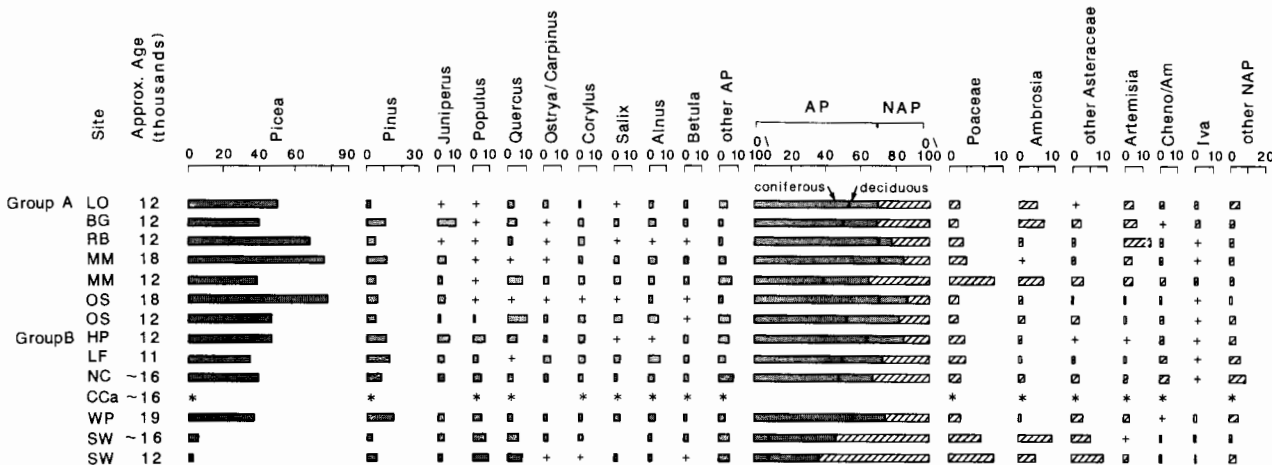 Site
Approx. Age
(thousands)
Picea
Pinus
Juniperus
Populus
Quercus
Ostrya/Carpinus
Corylus
Salix
Alnus
Betula
other AP
AP NAP
Poaceae
Ambrosia
other Asteraceae
Artemisia
Cheno/Am
Iva
other NAP
0\ 0\
0 30 60 90 0 30 0 10 0 10 0 10 0 10 0 10 0 10 0 10 0 10 0 10 100 80 60 40 20 100\ 0 10 0 10 0 10 0 10 0 10 0 10 0 20
coniferous deciduous
Group A LO 12 + + + +
BG 12 + +
RB 12 + + + + +
MM 18 + + +
MM 12 +
OS 18 + + + + + + +
OS 12 + +
GroupB HP 12 + + + + +
LF 11 + +
NC ~16 +
CCa ~16 * * * * * * * * * * * * * * *
WP 19 +
SW ~16 +
SW 12 + + + +